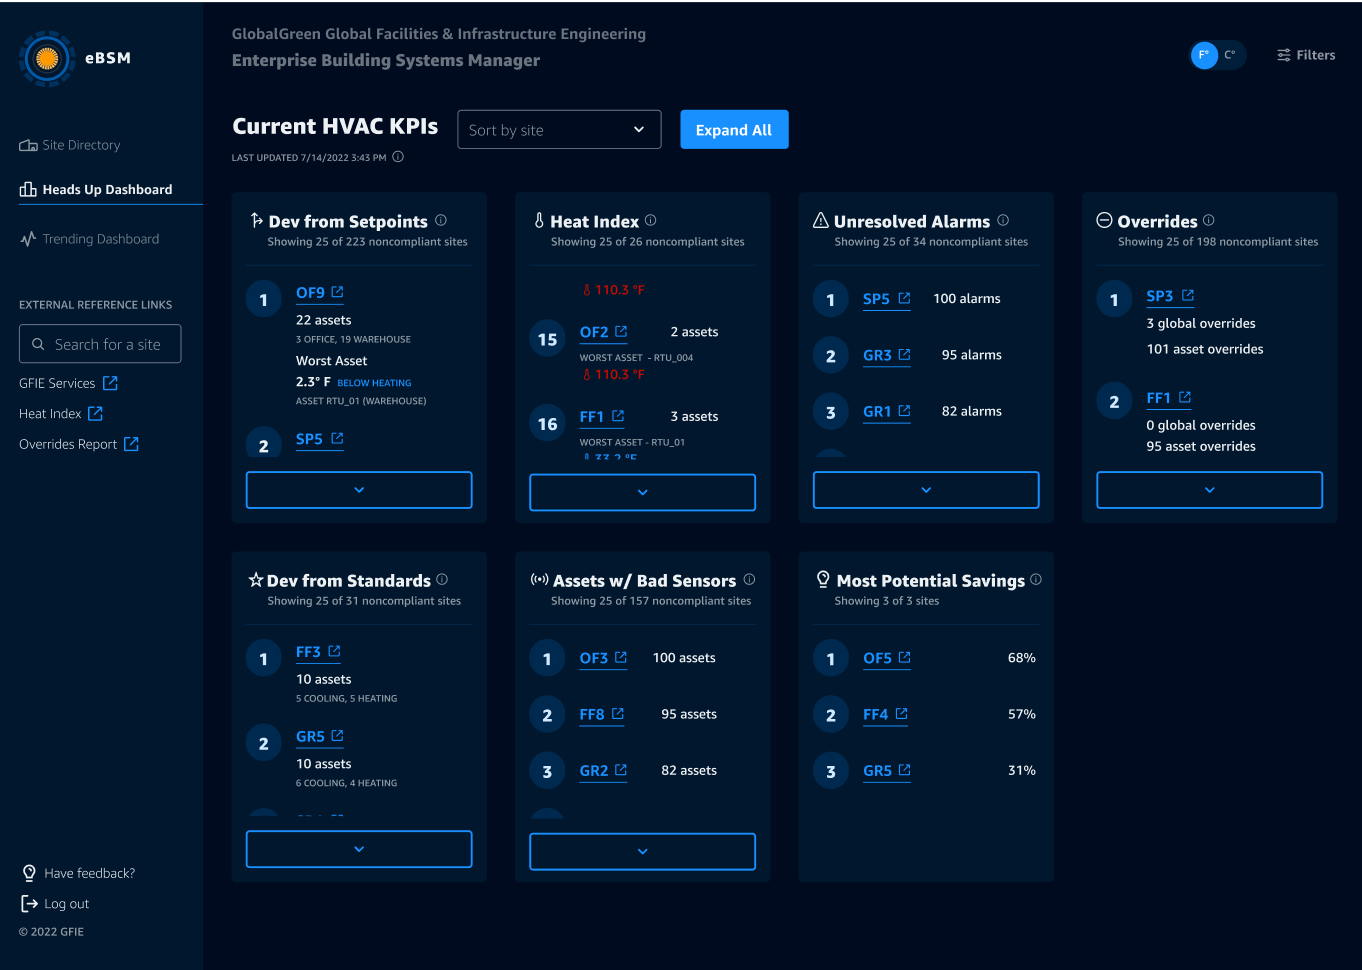 eBSM
Site Directory
Heads Up Dashboard
Trending Dashboard
EXTERNAL REFERENCE LINKS
Search for a site
GFIE Services
Heat Index
Overrides Report
Have feedback?
Log out
© 2022 GFIE
GlobalGreen Global Facilities & Infrastructure Engineering
Enterprise Building Systems Manager
F° C°
Filters
Current HVAC KPIs
Sort by site
Expand All
LAST UPDATED 7/14/2022 3:43 PM
Dev from Setpoints
Showing 25 of 223 noncompliant sites
1 OF9
22 assets
3 OFFICE, 19 WAREHOUSE
Worst Asset
2.3° F BELOW HEATING
ASSET RTU_01 (WAREHOUSE)
2 SP5
Heat Index
Showing 25 of 26 noncompliant sites
110.3 °F
15 OF2 2 assets
WORST ASSET - RTU_004
110.3 °F
16 FF1 3 assets
WORST ASSET - RTU_01
33.2 °F
Unresolved Alarms
Showing 25 of 34 noncompliant sites
1 SP5 100 alarms
2 GR3 95 alarms
3 GR1 82 alarms
Overrides
Showing 25 of 198 noncompliant sites
1 SP3
3 global overrides
101 asset overrides
2 FF1
0 global overrides
95 asset overrides
Dev from Standards
Showing 25 of 31 noncompliant sites
1 FF3
10 assets
5 COOLING, 5 HEATING
2 GR5
10 assets
6 COOLING, 4 HEATING
Assets w/ Bad Sensors
Showing 25 of 157 noncompliant sites
1 OF3 100 assets
2 FF8 95 assets
3 GR2 82 assets
Most Potential Savings
Showing 3 of 3 sites
1 OF5 68%
2 FF4 57%
3 GR5 31%